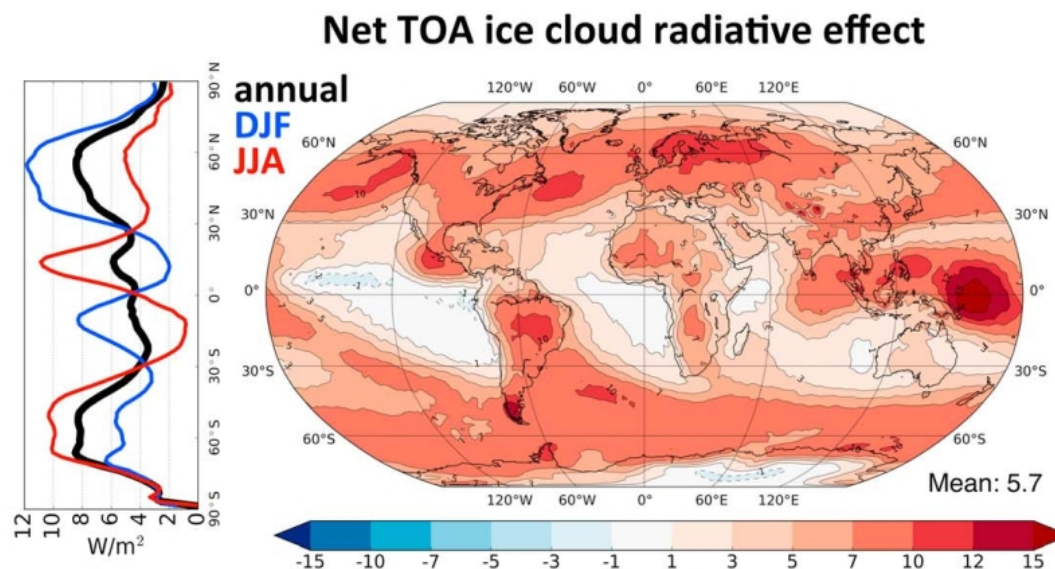 Net TOA ice cloud radiative effect
annual
DJF
JJA
90°N
60°N
30°N
0°
30°S
60°S
90°S
12 10 8 6 4 2 0
W/m²
120°W 60°W 0° 60°E 120°E
60°N 60°N
30°N 30°N
0° 0°
30°S 30°S
60°S 60°S
120°W 60°W 0° 60°E 120°E
Mean: 5.7
-15 -10 -7 -5 -3 -1 1 3 5 7 10 12 15